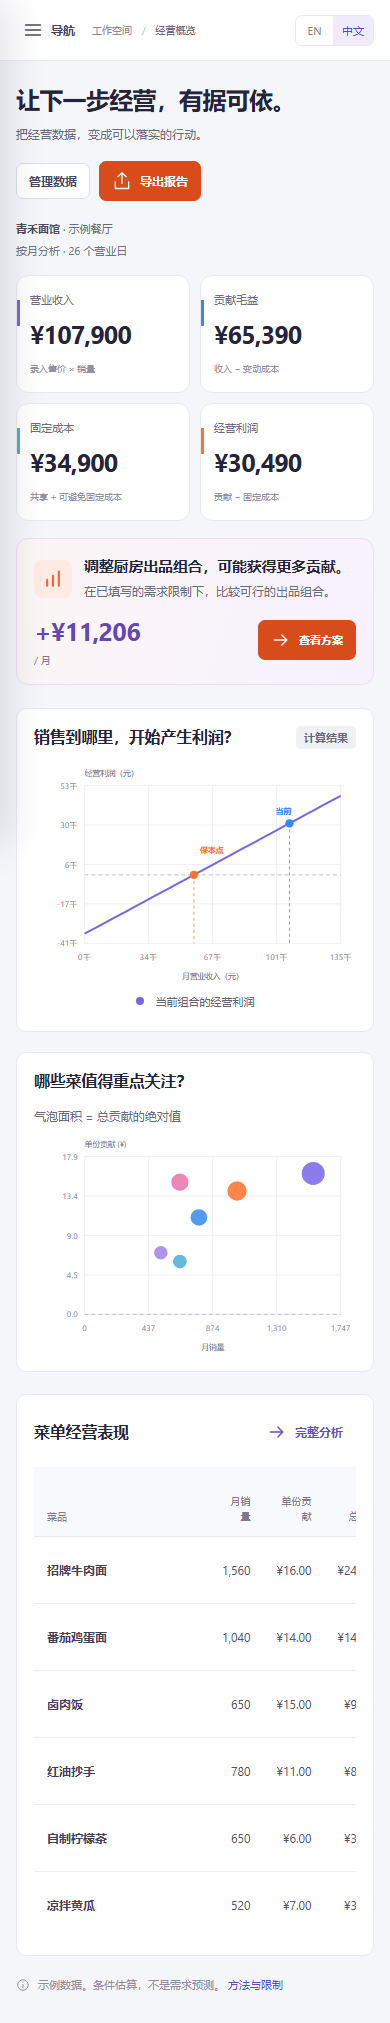 导航 工作空间 / 经营概览 EN 中文
让下一步经营，有据可依。
把经营数据，变成可以落实的行动。
管理数据 导出报告
青禾面馆 · 示例餐厅
按月分析 · 26 个营业日
营业收入
¥107,900
录入售价 × 销量
贡献毛益
¥65,390
收入 − 变动成本
固定成本
¥34,900
共享 + 可避免固定成本
经营利润
¥30,490
贡献 − 固定成本
调整厨房出品组合，可能获得更多贡献。
在已填写的需求限制下，比较可行的出品组合。
+¥11,206
/ 月
查看方案
销售到哪里，开始产生利润？ 计算结果
经营利润（元）
53千
30千
6千
-17千
-41千
当前
保本点
0千 34千 67千 101千 135千
月营业收入（元）
当前组合的经营利润
哪些菜值得重点关注？
气泡面积 = 总贡献的绝对值
单份贡献 (¥)
17.9
13.4
9.0
4.5
0.0
0 437 874 1,310 1,747
月销量
菜单经营表现 完整分析
菜品 月销量 单份贡献 总
招牌牛肉面 1,560 ¥16.00 ¥24
番茄鸡蛋面 1,040 ¥14.00 ¥14
卤肉饭 650 ¥15.00 ¥9
红油抄手 780 ¥11.00 ¥8
自制柠檬茶 650 ¥6.00 ¥3
凉拌黄瓜 520 ¥7.00 ¥3
示例数据。条件估算，不是需求预测。 方法与限制